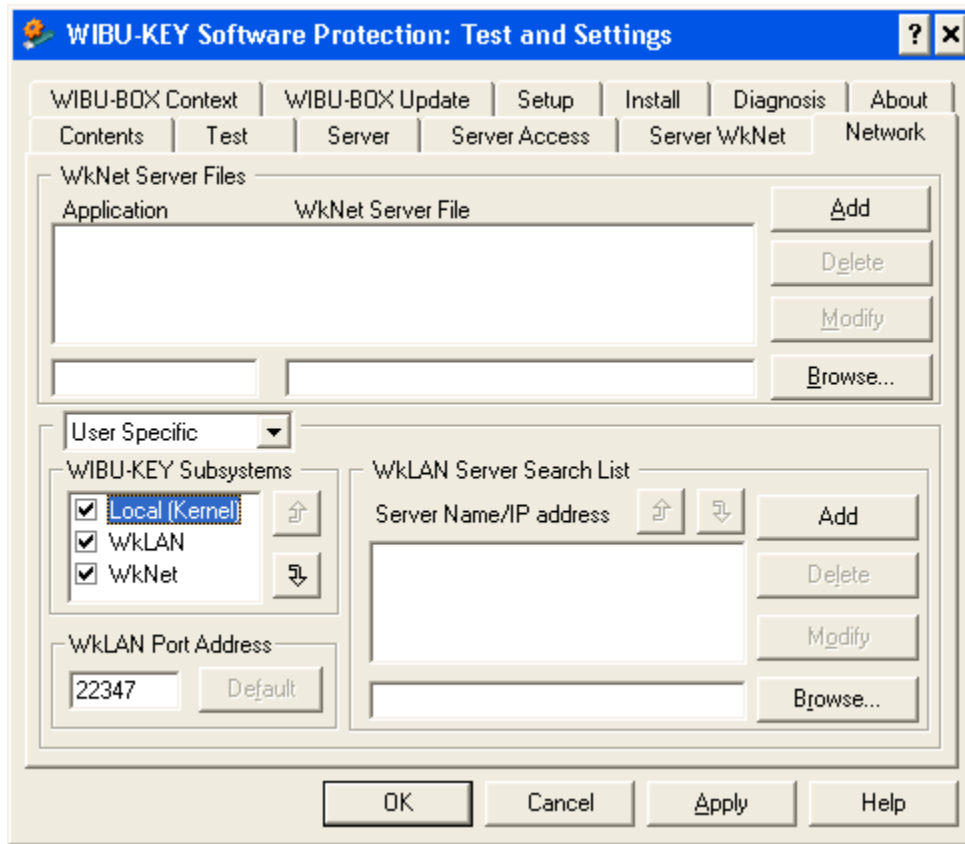 WIBU-KEY Software Protection: Test and Settings
WIBU-BOX Context WIBU-BOX Update Setup Install Diagnosis About
Contents Test Server Server Access Server WkNet Network
WkNet Server Files
Application WkNet Server File
Add
Delete
Modify
Browse...
User Specific
WIBU-KEY Subsystems
Local (Kernel)
WkLAN
WkNet
WkLAN Port Address
22347 Default
WkLAN Server Search List
Server Name/IP address
Add
Delete
Modify
Browse...
OK Cancel Apply Help